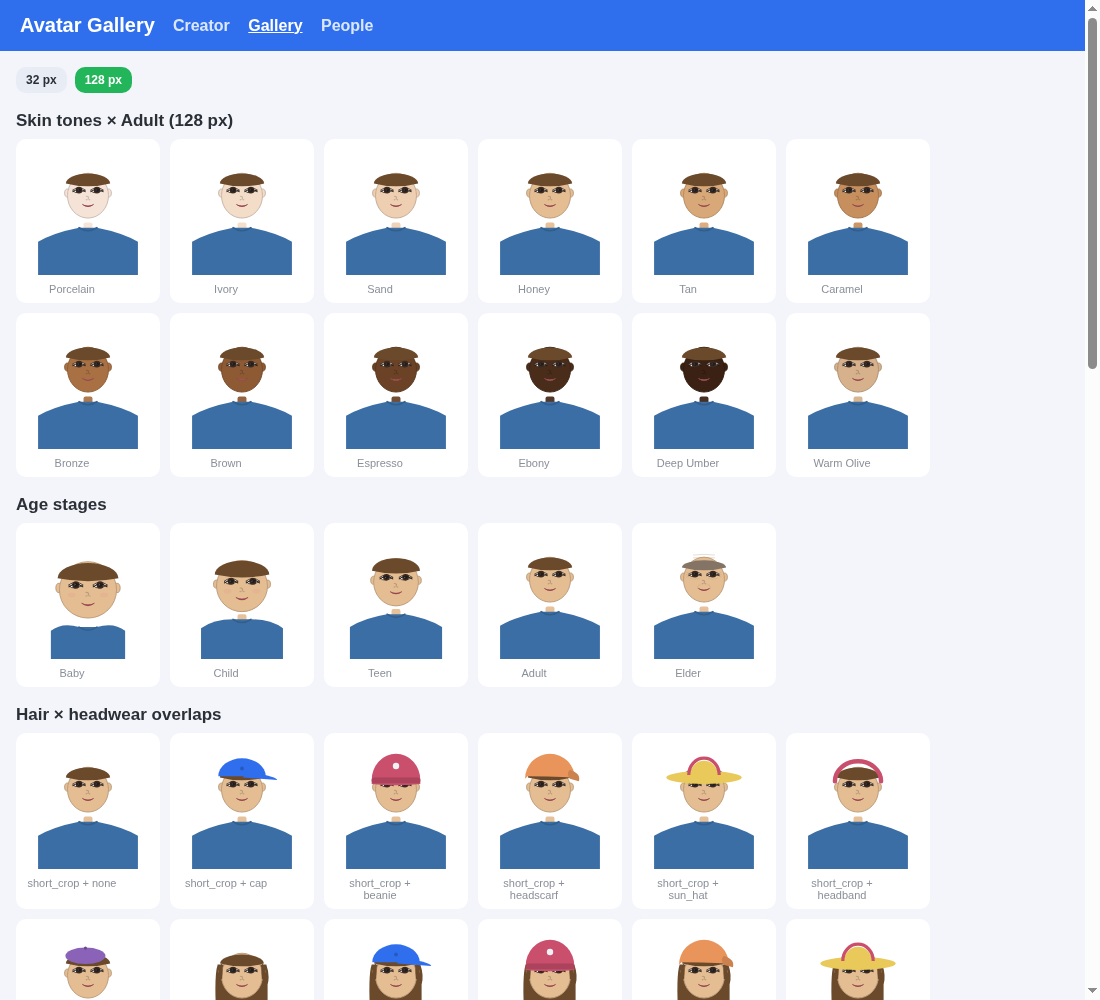 Avatar Gallery Creator Gallery People
32 px 128 px
Skin tones × Adult (128 px)
Porcelain Ivory Sand Honey Tan Caramel
Bronze Brown Espresso Ebony Deep Umber Warm Olive
Age stages
Baby Child Teen Adult Elder
Hair × headwear overlaps
short_crop + none
short_crop + cap
short_crop +
beanie
short_crop +
headscarf
short_crop +
sun_hat
short_crop +
headband